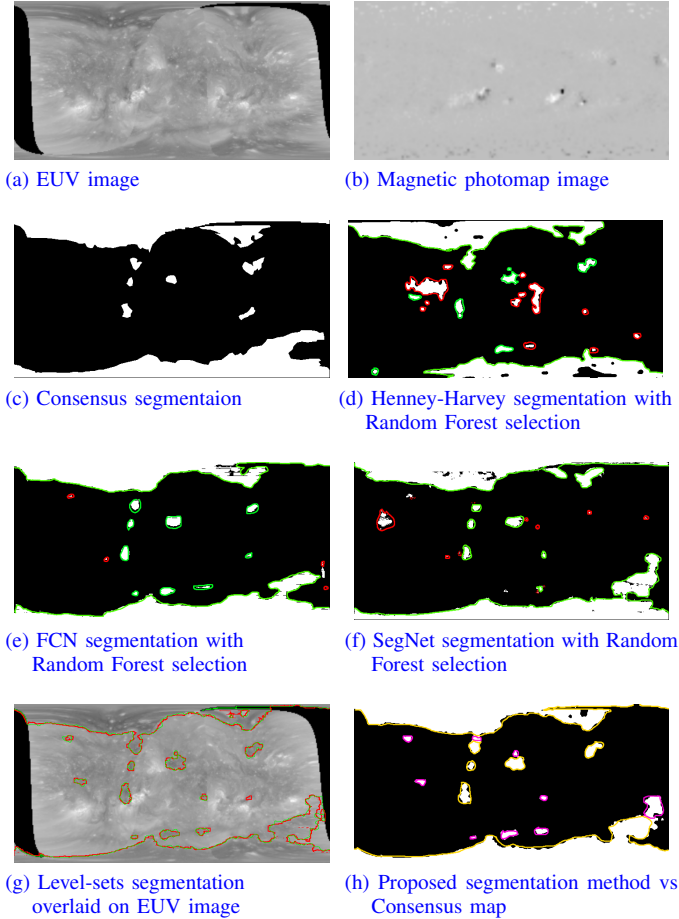 (a) EUV image
(b) Magnetic photomap image
(c) Consensus segmentaion
(d) Henney-Harvey segmentation with
Random Forest selection
(e) FCN segmentation with
Random Forest selection
(f) SegNet segmentation with Random
Forest selection
(g) Level-sets segmentation
overlaid on EUV image
(h) Proposed segmentation method vs
Consensus map